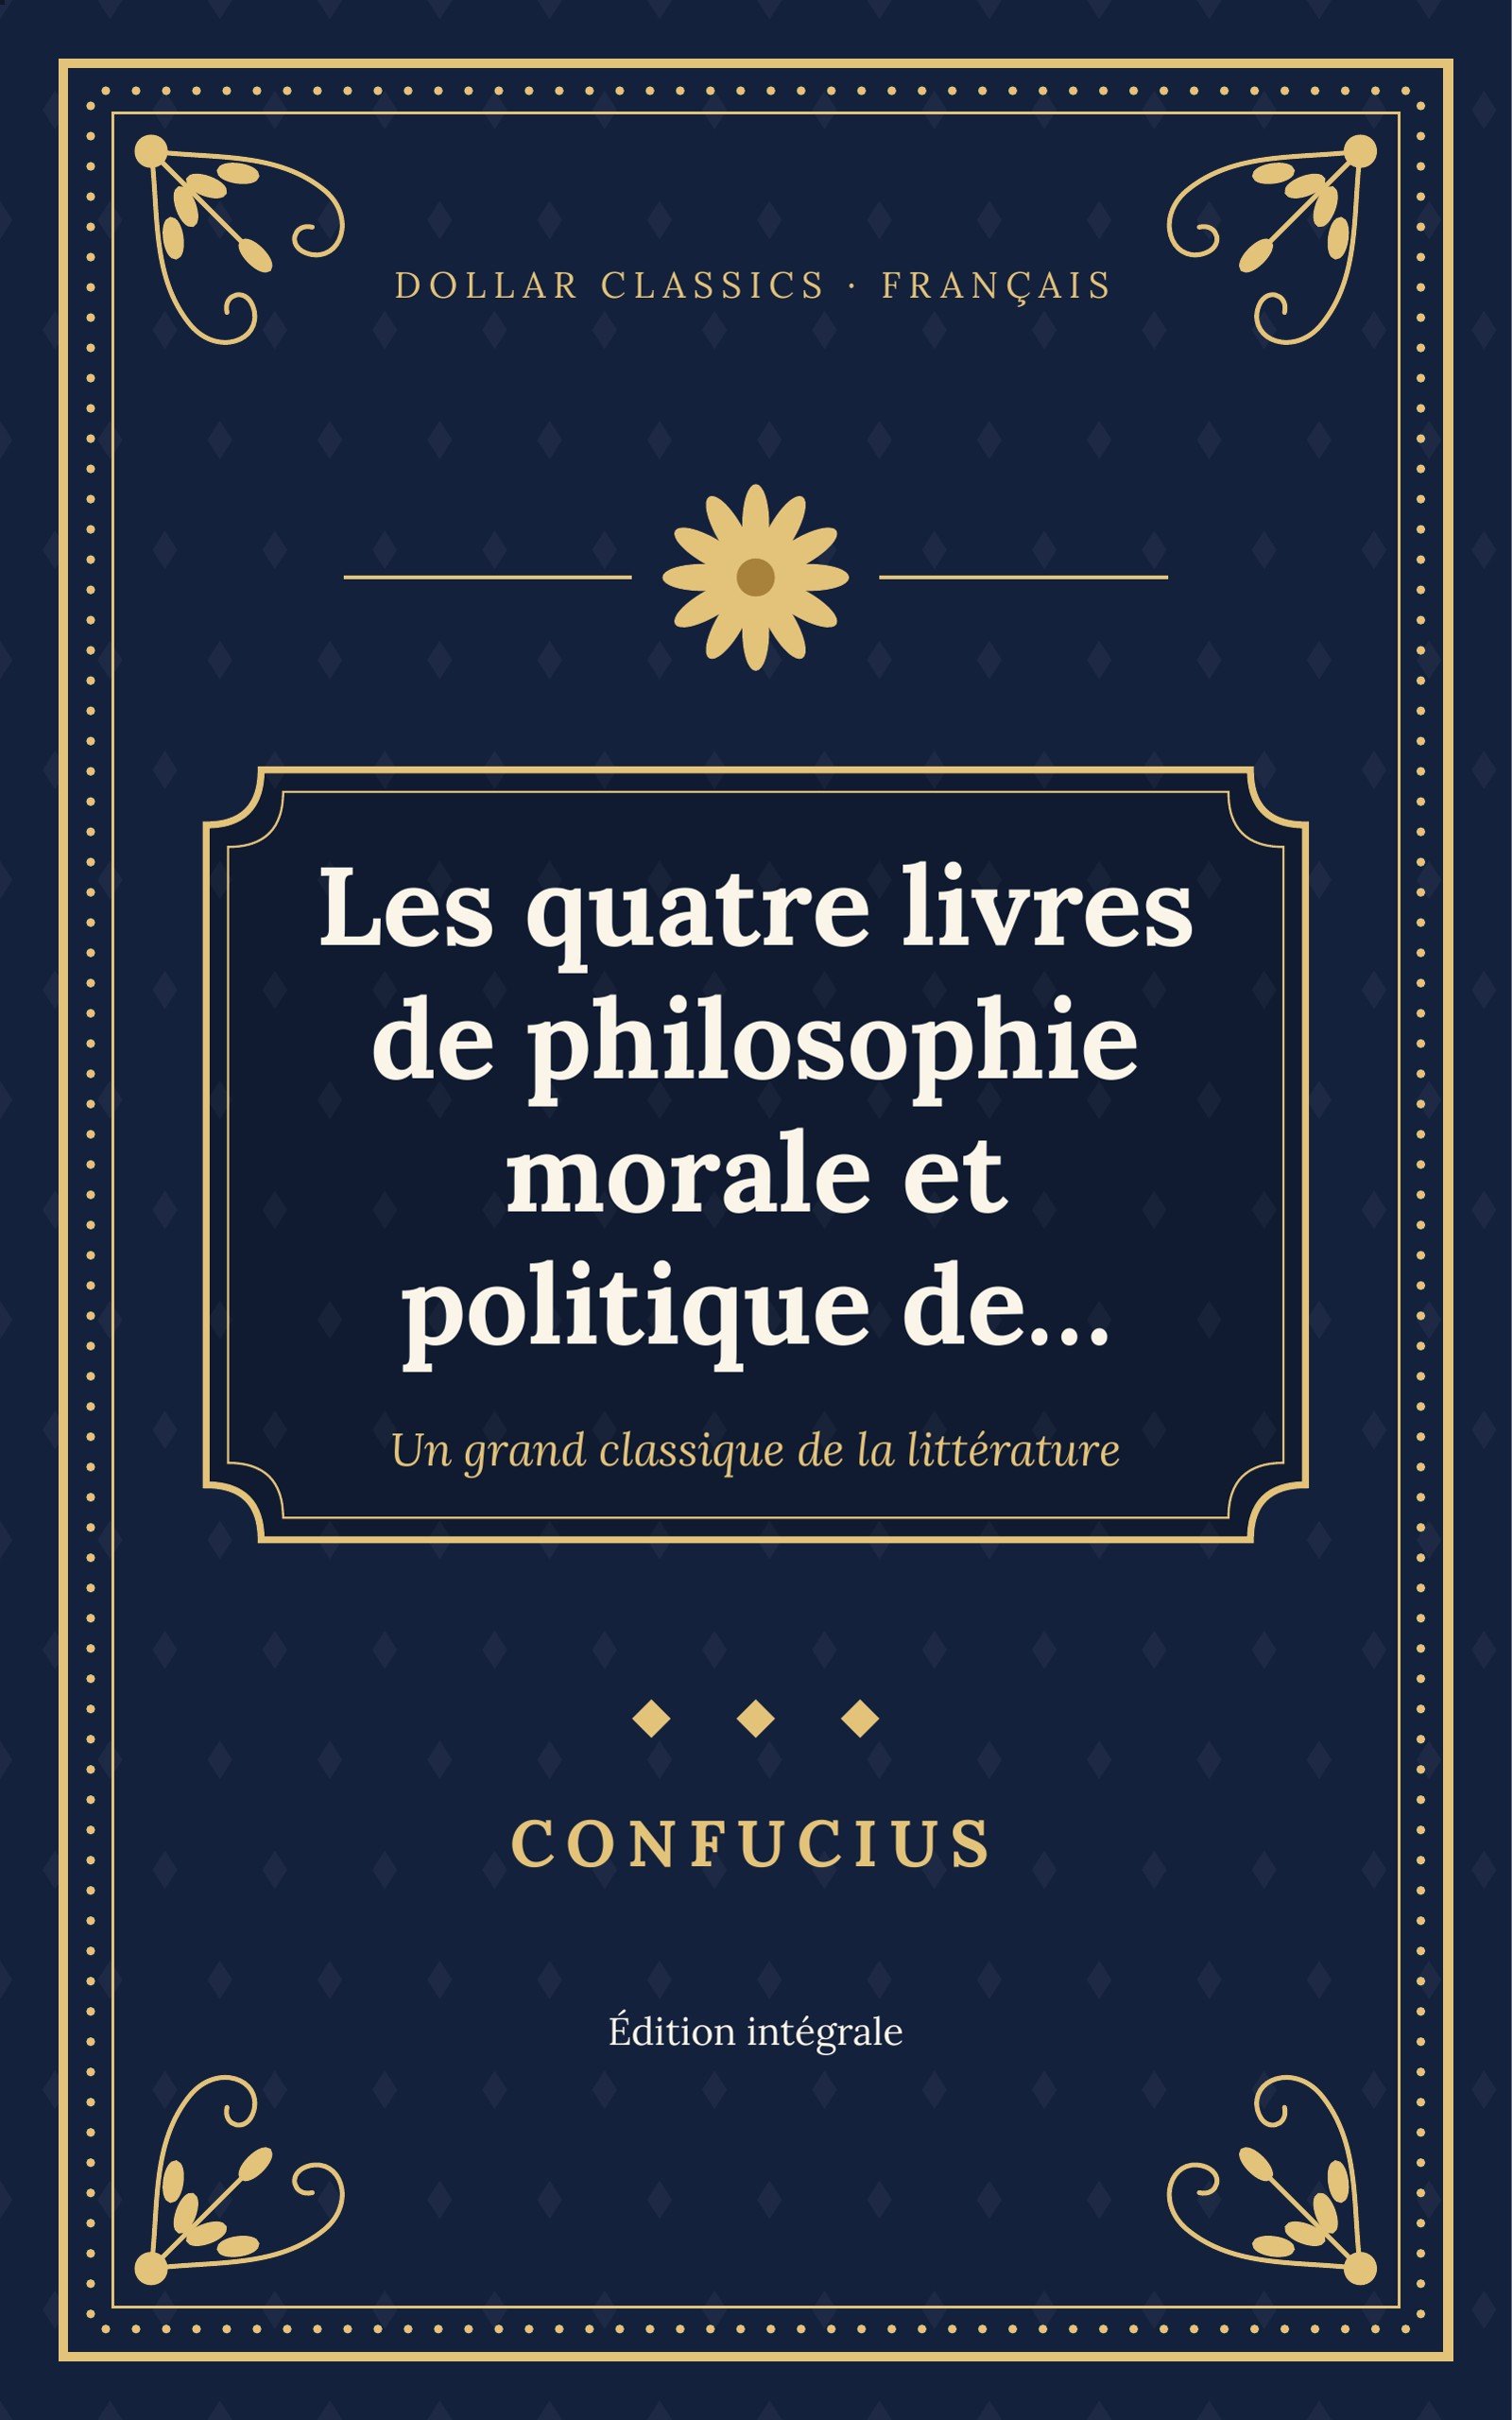 DOLLAR CLASSICS · FRANÇAIS
Les quatre livres
de philosophie
morale et
politique de...
Un grand classique de la littérature
CONFUCIUS
Édition intégrale